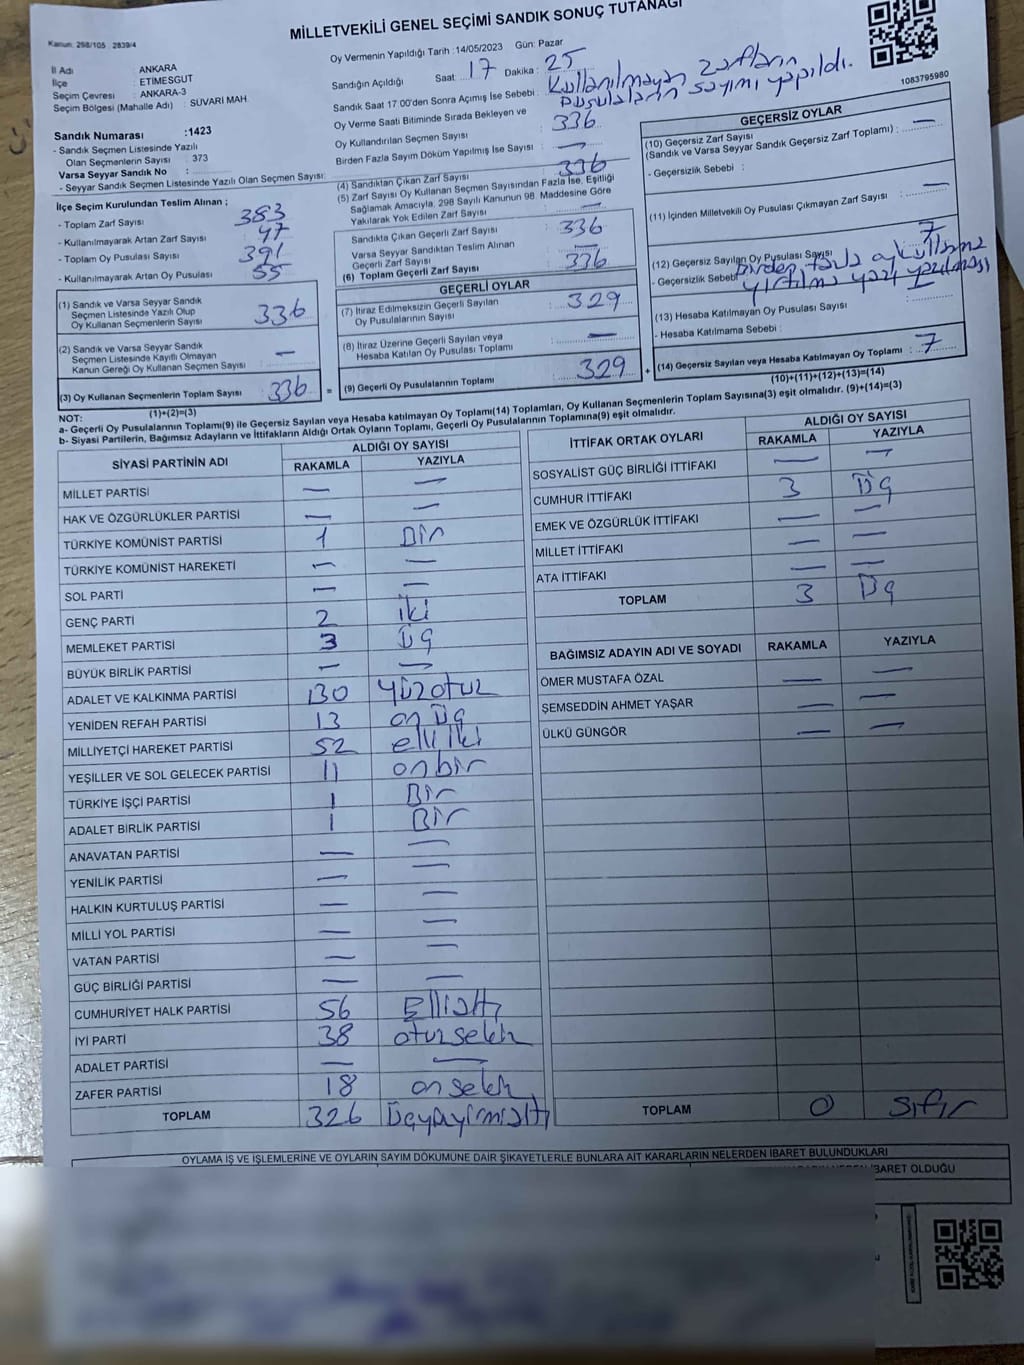 MİLLETVEKİLİ GENEL SEÇİMİ SANDIK SONUÇ TUTANAĞI
Kanun: 298/105 2839/4
Oy Vermenin Yapıldığı Tarih :14/05/2023 Gün: Pazar
İl Adı : ANKARA
İlçe : ETİMESGUT
Seçim Çevresi : ANKARA-3
Seçim Bölgesi (Mahalle Adı) : SUVARİ MAH.
Sandık Numarası :1423
- Sandık Seçmen Listesinde Yazılı
Olan Seçmenlerin Sayısı : 373
Varsa Seyyar Sandık No :
- Seyyar Sandık Seçmen Listesinde Yazılı Olan Seçmen Sayısı:
Sandığın Açıldığı Saat : 17 Dakika : 25
Sandık Saat 17.00'den Sonra Açılmış İse Sebebi : Kullanılmayan zarfların
pusulaların sayımı yapıldı.
Oy Verme Saati Bitiminde Sırada Bekleyen ve
Oy Kullandırılan Seçmen Sayısı : 336
Birden Fazla Sayım Döküm Yapılmış İse Sayısı : —
1083795980
İlçe Seçim Kurulundan Teslim Alınan ;
- Toplam Zarf Sayısı : 383
- Kullanılmayarak Artan Zarf Sayısı : 47
- Toplam Oy Pusulası Sayısı : 391
- Kullanılmayarak Artan Oy Pusulası : 55
(1) Sandık ve Varsa Seyyar Sandık
Seçmen Listesinde Yazılı Olup
Oy Kullanan Seçmenlerin Sayısı : 336
(2) Sandık ve Varsa Seyyar Sandık
Seçmen Listesinde Kayıtlı Olmayan
Kanun Gereği Oy Kullanan Seçmen Sayısı : —
(3) Oy Kullanan Seçmenlerin Toplam Sayısı : 336 =
(1)+(2)=(3)
(4) Sandıktan Çıkan Zarf Sayısı : 336
(5) Zarf Sayısı Oy Kullanan Seçmen Sayısından Fazla İse, Eşitliği
Sağlamak Amacıyla, 298 Sayılı Kanunun 98. Maddesine Göre
Yakılarak Yok Edilen Zarf Sayısı : —
Sandıkta Çıkan Geçerli Zarf Sayısı : 336
Varsa Seyyar Sandıktan Teslim Alınan
Geçerli Zarf Sayısı : —
(6) Toplam Geçerli Zarf Sayısı : 336
GEÇERLİ OYLAR
(7) İtiraz Edilmeksizin Geçerli Sayılan
Oy Pusulalarının Sayısı : 329
(8) İtiraz Üzerine Geçerli Sayılan veya
Hesaba Katılan Oy Pusulası Toplamı : —
(9) Geçerli Oy Pusulalarının Toplamı : 329 +
GEÇERSİZ OYLAR
(10) Geçersiz Zarf Sayısı
(Sandık ve Varsa Seyyar Sandık Geçersiz Zarf Toplamı) : —
- Geçersizlik Sebebi :
(11) İçinden Milletvekili Oy Pusulası Çıkmayan Zarf Sayısı : —
(12) Geçersiz Sayılan Oy Pusulası Sayısı : 7
- Geçersizlik Sebebi : Birden fazla oy kullanma
yırtılma yazı yazılması
(13) Hesaba Katılmayan Oy Pusulası Sayısı : —
- Hesaba Katılmama Sebebi :
(14) Geçersiz Sayılan veya Hesaba Katılmayan Oy Toplamı : 7
(10)+(11)+(12)+(13)=(14)
NOT:
a- Geçerli Oy Pusulalarının Toplamı(9) ile Geçersiz Sayılan veya Hesaba katılmayan Oy Toplamı(14) Toplamları, Oy Kullanan Seçmenlerin Toplam Sayısına(3) eşit olmalıdır. (9)+(14)=(3)
b- Siyasi Partilerin, Bağımsız Adayların ve İttifakların Aldığı Ortak Oyların Toplamı, Geçerli Oy Pusulalarının Toplamına(9) eşit olmalıdır.
SİYASİ PARTİNİN ADI ALDIĞI OY SAYISI
RAKAMLA YAZIYLA
MİLLET PARTİSİ — —
HAK VE ÖZGÜRLÜKLER PARTİSİ — —
TÜRKİYE KOMÜNİST PARTİSİ 1 Bir
TÜRKİYE KOMÜNİST HAREKETİ — —
SOL PARTİ — —
GENÇ PARTİ 2 iki
MEMLEKET PARTİSİ 3 Üç
BÜYÜK BİRLİK PARTİSİ — —
ADALET VE KALKINMA PARTİSİ 130 Yüzotuz
YENİDEN REFAH PARTİSİ 13 on Üç
MİLLİYETÇİ HAREKET PARTİSİ 52 elli iki
YEŞİLLER VE SOL GELECEK PARTİSİ 11 onbir
TÜRKİYE İŞÇİ PARTİSİ 1 Bir
ADALET BİRLİK PARTİSİ 1 Bir
ANAVATAN PARTİSİ — —
YENİLİK PARTİSİ — —
HALKIN KURTULUŞ PARTİSİ — —
MİLLİ YOL PARTİSİ — —
VATAN PARTİSİ — —
GÜÇ BİRLİĞİ PARTİSİ — —
CUMHURİYET HALK PARTİSİ 56 Ellialtı
İYİ PARTİ 38 otuzsekiz
ADALET PARTİSİ — —
ZAFER PARTİSİ 18 onsekiz
TOPLAM 326 Üçyüzyirmialtı
İTTİFAK ORTAK OYLARI ALDIĞI OY SAYISI
RAKAMLA YAZIYLA
SOSYALİST GÜÇ BİRLİĞİ İTTİFAKI — —
CUMHUR İTTİFAKI 3 Üç
EMEK VE ÖZGÜRLÜK İTTİFAKI — —
MİLLET İTTİFAKI — —
ATA İTTİFAKI — —
TOPLAM 3 Üç
BAĞIMSIZ ADAYIN ADI VE SOYADI RAKAMLA YAZIYLA
ÖMER MUSTAFA ÖZAL — —
ŞEMSEDDİN AHMET YAŞAR — —
ÜLKÜ GÜNGÖR — —
TOPLAM 0 Sıfır
OYLAMA İŞ VE İŞLEMLERİNE VE OYLARIN SAYIM DÖKÜMÜNE DAİR ŞİKAYETLERLE BUNLARA AİT KARARLARIN NELERDEN İBARET BULUNDUKLARI
İBARET OLDUĞU